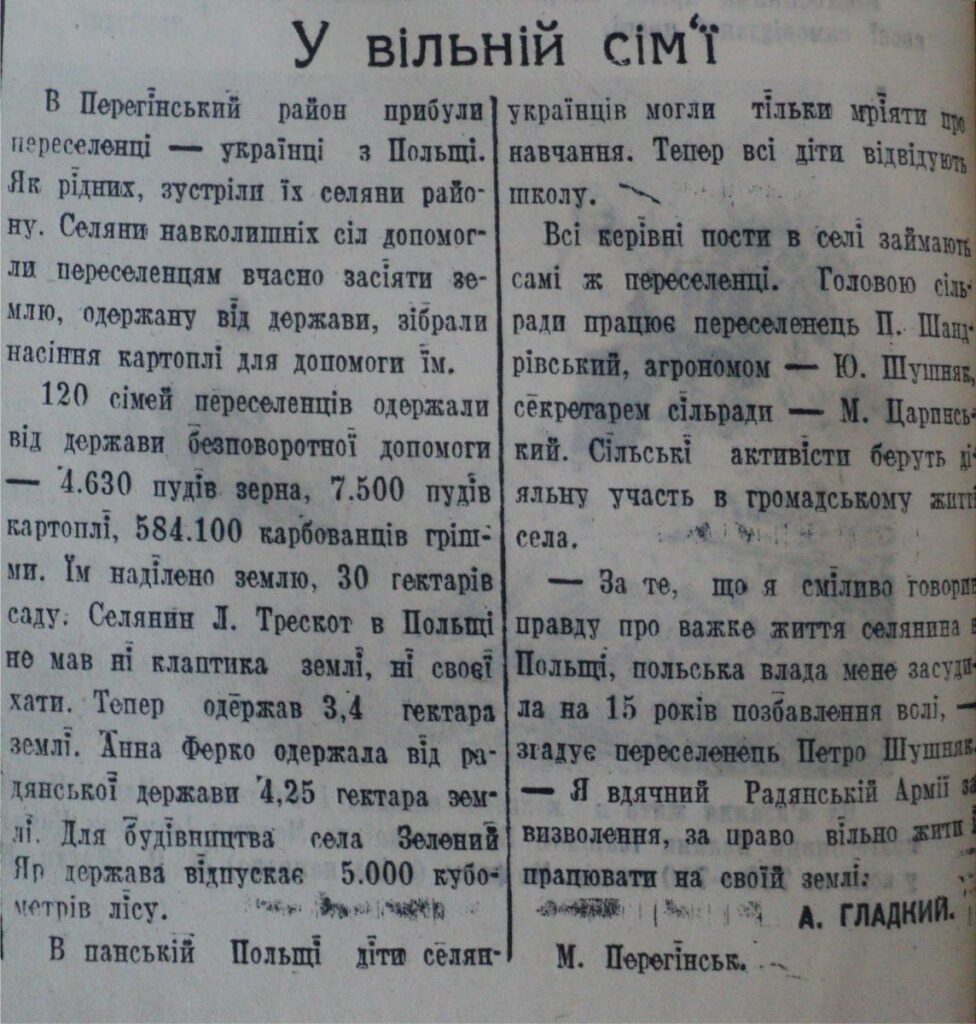 У вільній сім'ї
В Перегінський район прибули
переселенці — українці з Польщі.
Як рідних, зустріли їх селяни райо-
ну. Селяни навколишніх сіл допомог-
ли переселенцям вчасно засіяти зе-
млю, одержану від держави, зібрали
насіння картоплі для допомоги їм.
120 сімей переселенців одержали
від держави безповоротної допомоги
— 4.630 пудів зерна, 7.500 пудів
картоплі, 584.100 карбованців гріш-
ми. Їм наділено землю, 30 гектарів
саду. Селянин Л. Трескот в Польщі
не мав ні клаптика землі, ні своєї
хати. Тепер одержав 3,4 гектара
землі. Анна Ферко одержала від ра-
дянської держави 4,25 гектара зем-
лі. Для будівництва села Зелений
Яр держава відпускає 5.000 кубо-
метрів лісу.
В панській Польщі діти селян-
українців могли тільки мріяти про
навчання. Тепер всі діти відвідують
школу.
Всі керівні пости в селі займають
самі ж переселенці. Головою сіль-
ради працює переселенець П. Шанд-
рівський, агрономом — Ю. Шушняк,
секретарем сільради — М. Царинсь-
кий. Сільські активісти беруть ді-
яльну участь в громадському житті
села.
— За те, що я сміливо говорив
правду про важке життя селянина в
Польщі, польська влада мене засуди-
ла на 15 років позбавлення волі, —
згадує переселенець Петро Шушняк.
— Я вдячний Радянській Армії за
визволення, за право вільно жити і
працювати на своїй землі.
А. ГЛАДКИЙ.
М. Перегінськ.